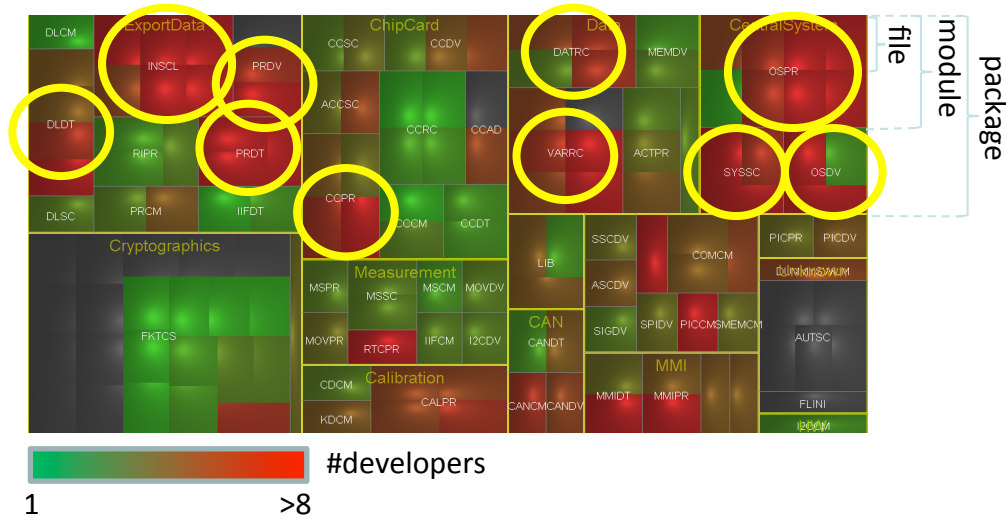 ExportData
ChipCard
Data
CentralSystem
DLCM
INSCL
PRDV
CCSC
CCDV
DATRC
MEMDV
OSPR
file
module
package
DLDT
RIPR
PRDT
ACCSC
CCRC
CCAD
VARRC
ACTPR
SYSSC
OSDV
DLSC
PRCM
IIFDT
CCPR
CCCM
CCDT
Cryptographics
FKTCS
Measurement
MSPR
MSSC
MSCM
MOVDV
MOVPR
RTCPR
IIFCM
I2CDV
Calibration
CDCM
KDCM
CALPR
LIB
CAN
CANDT
CANCM
CANDV
SSCDV
ASCDV
COMCM
SIGDV
SPIDV
PICCM
SMEMCM
MMI
MMIDT
MMIPR
PICPR
PICDV
AUTSC
FLINI
#developers
1
>8